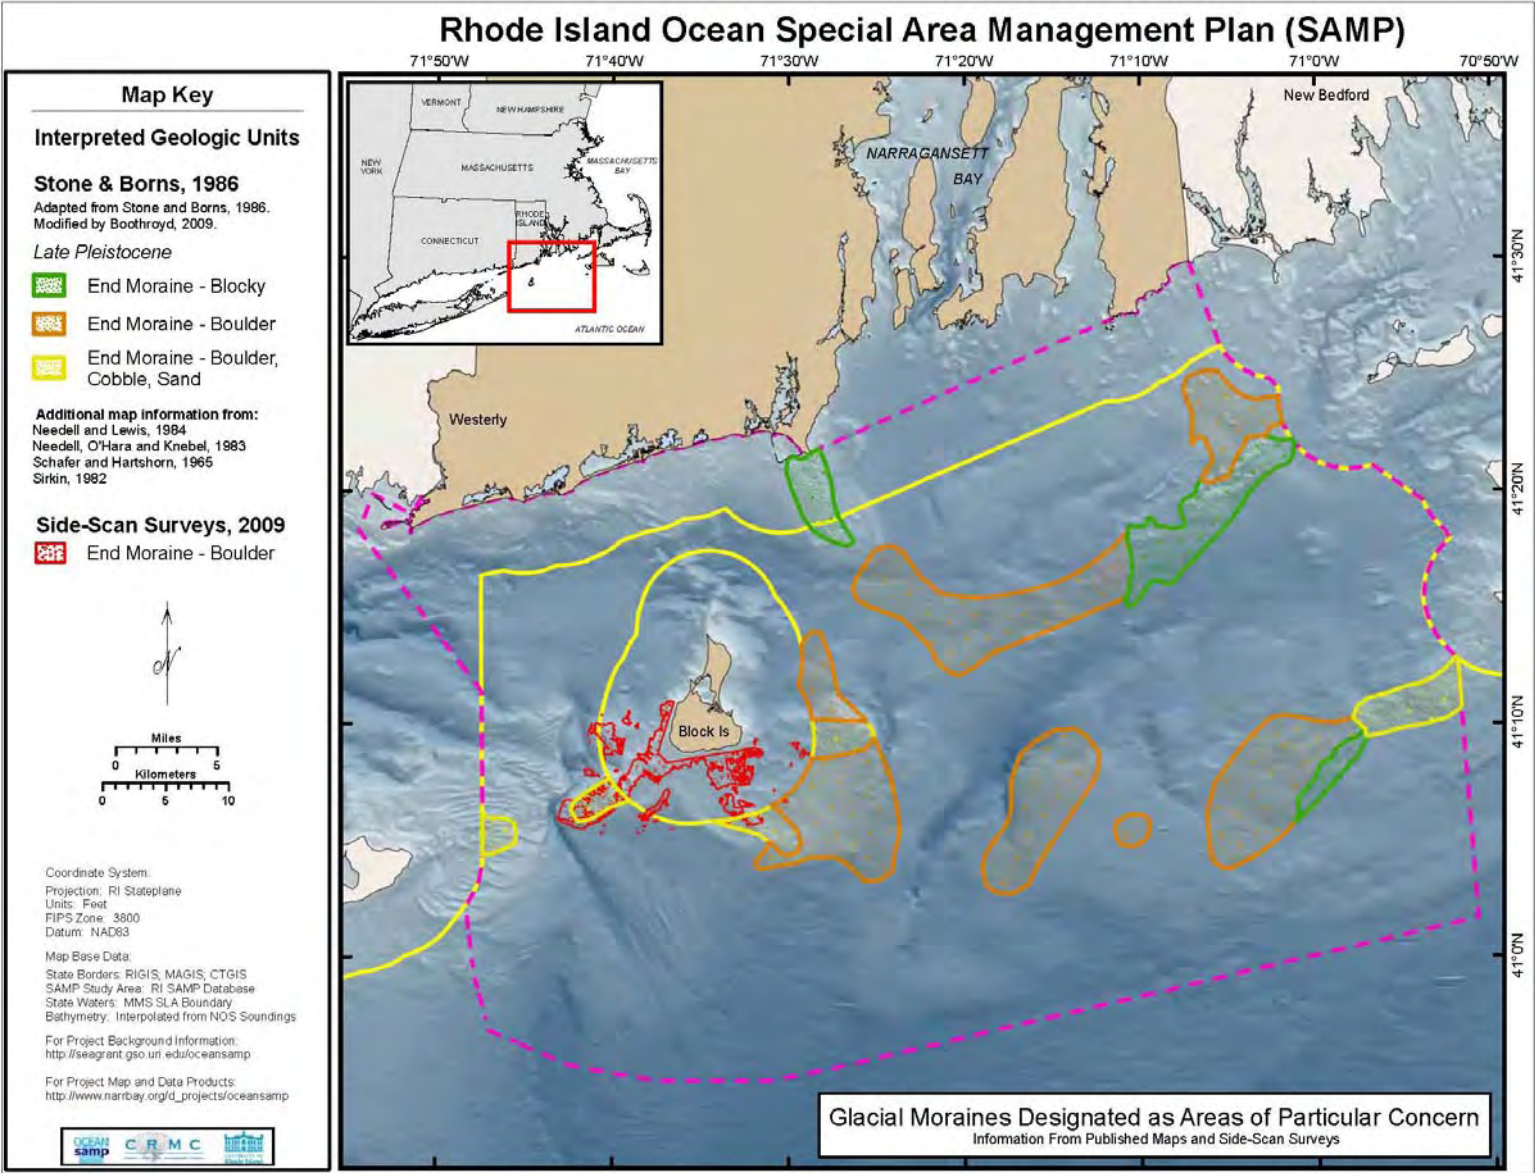 Rhode Island Ocean Special Area Management Plan (SAMP)
71°50'W 71°40'W 71°30'W 71°20'W 71°10'W 71°0'W 70°50'W
Map Key
Interpreted Geologic Units
Stone & Borns, 1986
Adapted from Stone and Borns, 1986.
Modified by Boothroyd, 2009.
Late Pleistocene
End Moraine - Blocky
End Moraine - Boulder
End Moraine - Boulder,
Cobble, Sand
Additional map information from:
Needell and Lewis, 1984
Needell, O'Hara and Knebel, 1983
Schafer and Hartshorn, 1965
Sirkin, 1982
Side-Scan Surveys, 2009
End Moraine - Boulder
N
Miles
0 5
Kilometers
0 5 10
Coordinate System:
Projection: RI Stateplane
Units: Feet
FIPS Zone: 3800
Datum: NAD83
Map Base Data:
State Borders: RIGIS, MAGIS, CTGIS
SAMP Study Area: RI SAMP Database
State Waters: MMS SLA Boundary
Bathymetry: Interpolated from NOS Soundings
For Project Background Information:
http://seagrant.gso.uri.edu/oceansamp
For Project Map and Data Products:
http://www.narrbay.org/d_projects/oceansamp
OCEAN
samp
CRMC
VERMONT
NEW HAMPSHIRE
NEW
YORK
MASSACHUSETTS
MASSACHUSETTS
BAY
RHODE
ISLAND
CONNECTICUT
ATLANTIC OCEAN
NARRAGANSETT
BAY
New Bedford
Westerly
Block Is
41°30'N
41°20'N
41°10'N
41°0'N
Glacial Moraines Designated as Areas of Particular Concern
Information From Published Maps and Side-Scan Surveys